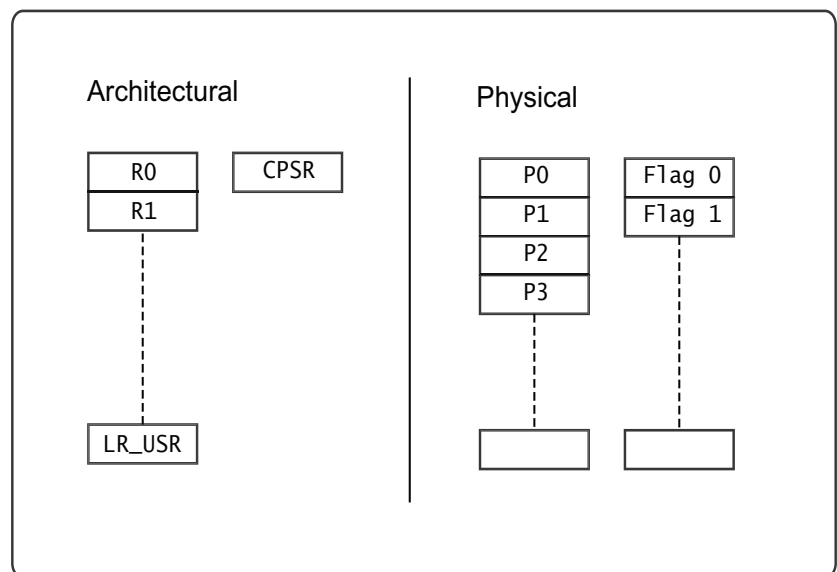 Architectural
R0
R1
CPSR
LR_USR
Physical
P0
P1
P2
P3
Flag 0
Flag 1